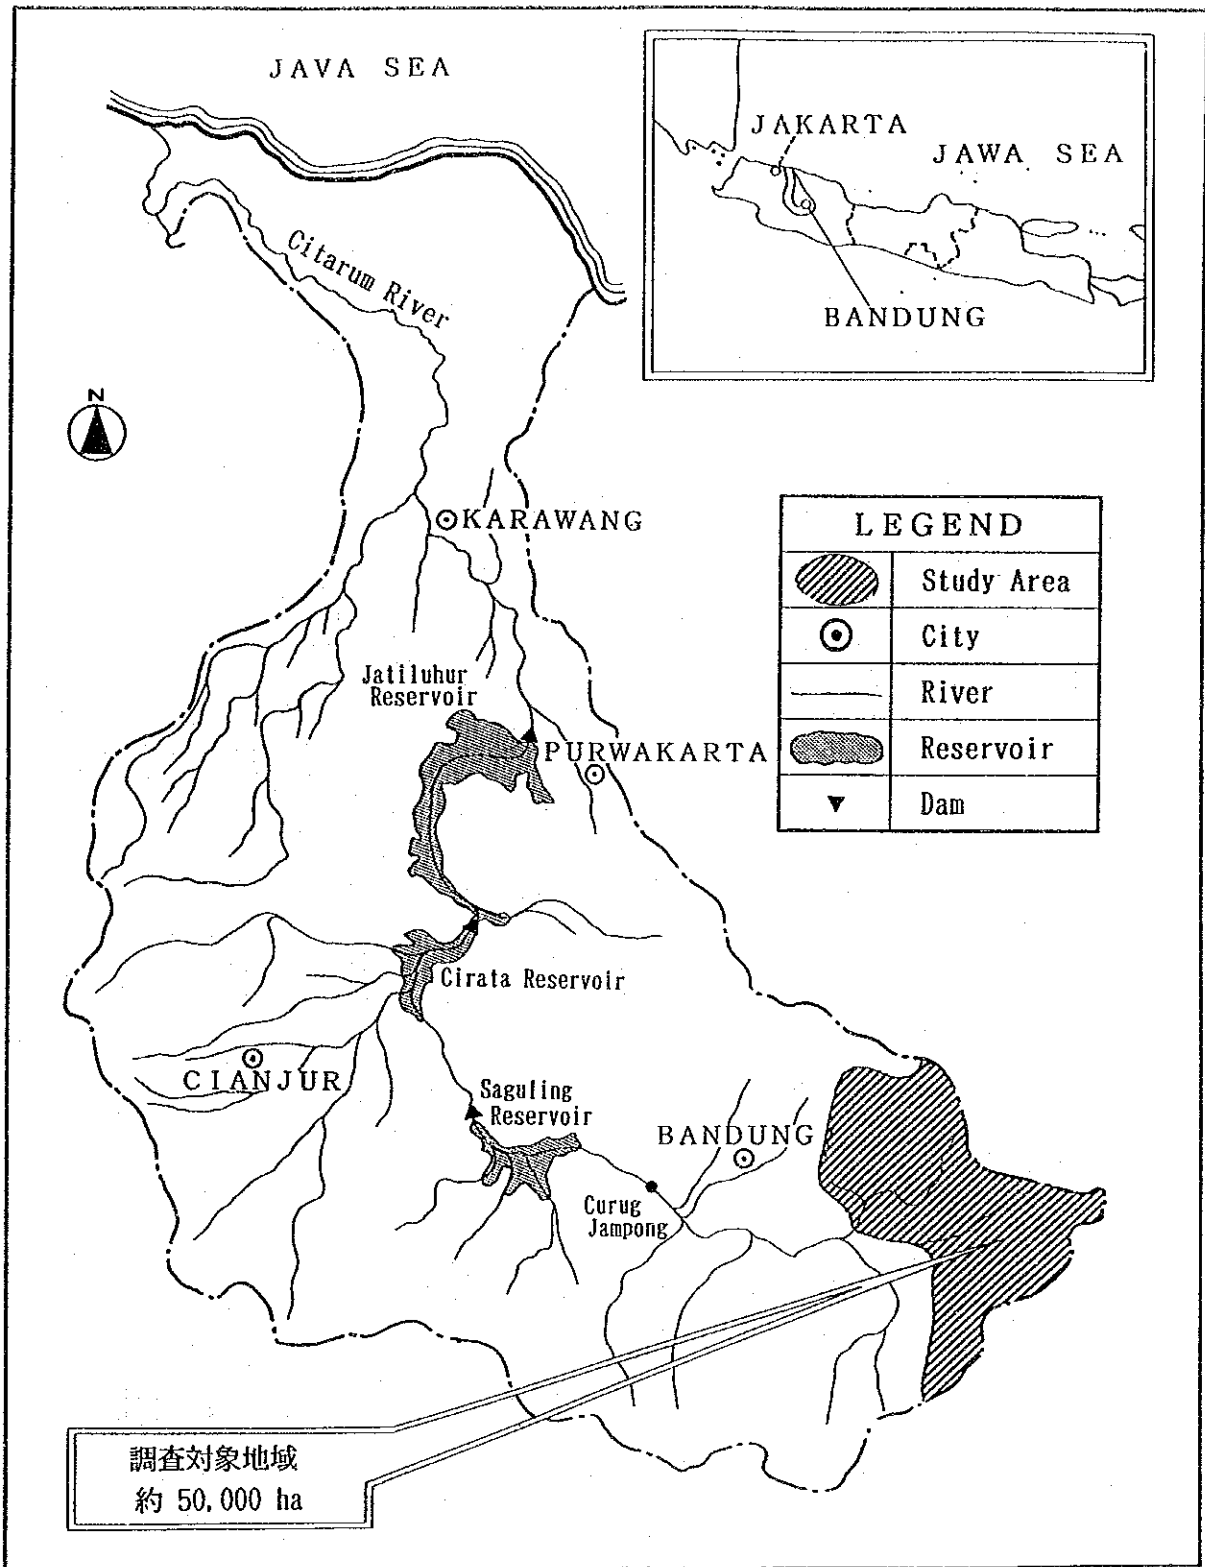 JAVA SEA
JAKARTA
JAWA SEA
BANDUNG
Citarum River
N
KARAWANG
LEGEND
Study Area
City
River
Reservoir
Dam
Jatiluhur
Reservoir
PURWAKARTA
Cirata Reservoir
CIANJUR
Saguling
Reservoir
BANDUNG
Curug
Jampong
調査対象地域
約 50,000 ha